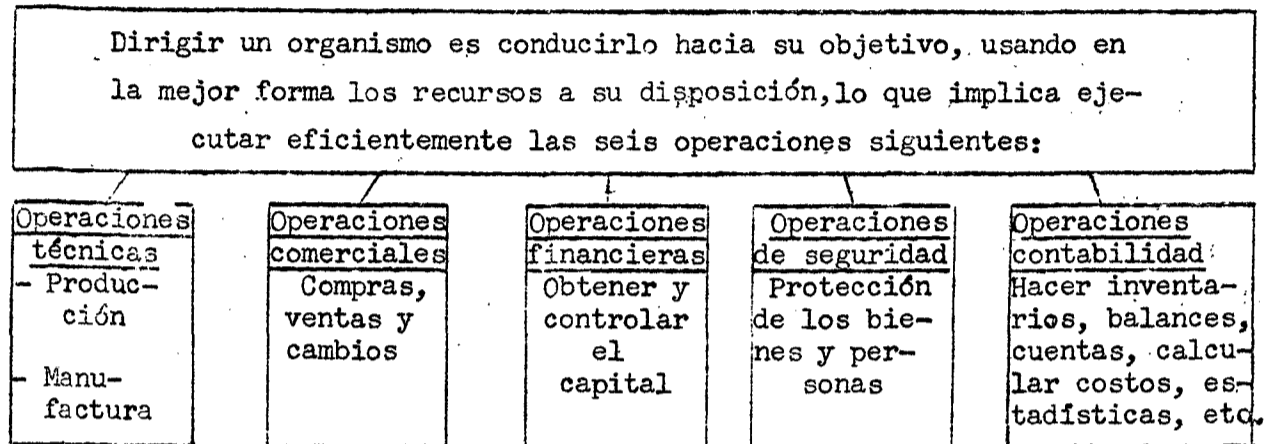 Dirigir un organismo es conducirlo hacia su objetivo, usando en
la mejor forma los recursos a su disposición, lo que implica eje-
cutar eficientemente las seis operaciones siguientes:
Operaciones
técnicas
- Produc-
ción
- Manu-
factura
Operaciones
comerciales
Compras,
ventas y
cambios
Operaciones
financieras
Obtener y
controlar
el
capital
Operaciones
de seguridad
Protección
de los bie-
nes y per-
sonas
Operaciones
contabilidad
Hacer inventa-
rios, balances,
cuentas, calcu-
lar costos, es-
tadísticas, etc.